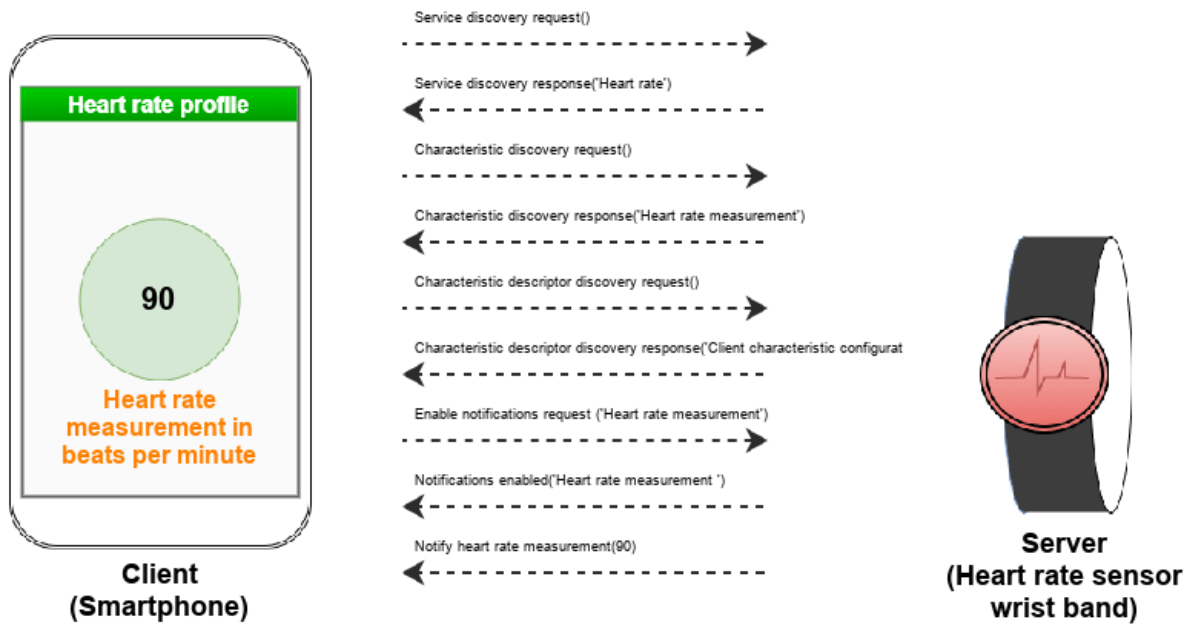 Service discovery request()
Service discovery response('Heart rate')
Characteristic discovery request()
Characteristic discovery response('Heart rate measurement')
Characteristic descriptor discovery request()
Characteristic descriptor discovery response('Client characteristic configurat
Enable notifications request ('Heart rate measurement')
Notifications enabled('Heart rate measurement ')
Notify heart rate measurement(90)
Heart rate profile
90
Heart rate
measurement in
beats per minute
Client
(Smartphone)
Server
(Heart rate sensor
wrist band)